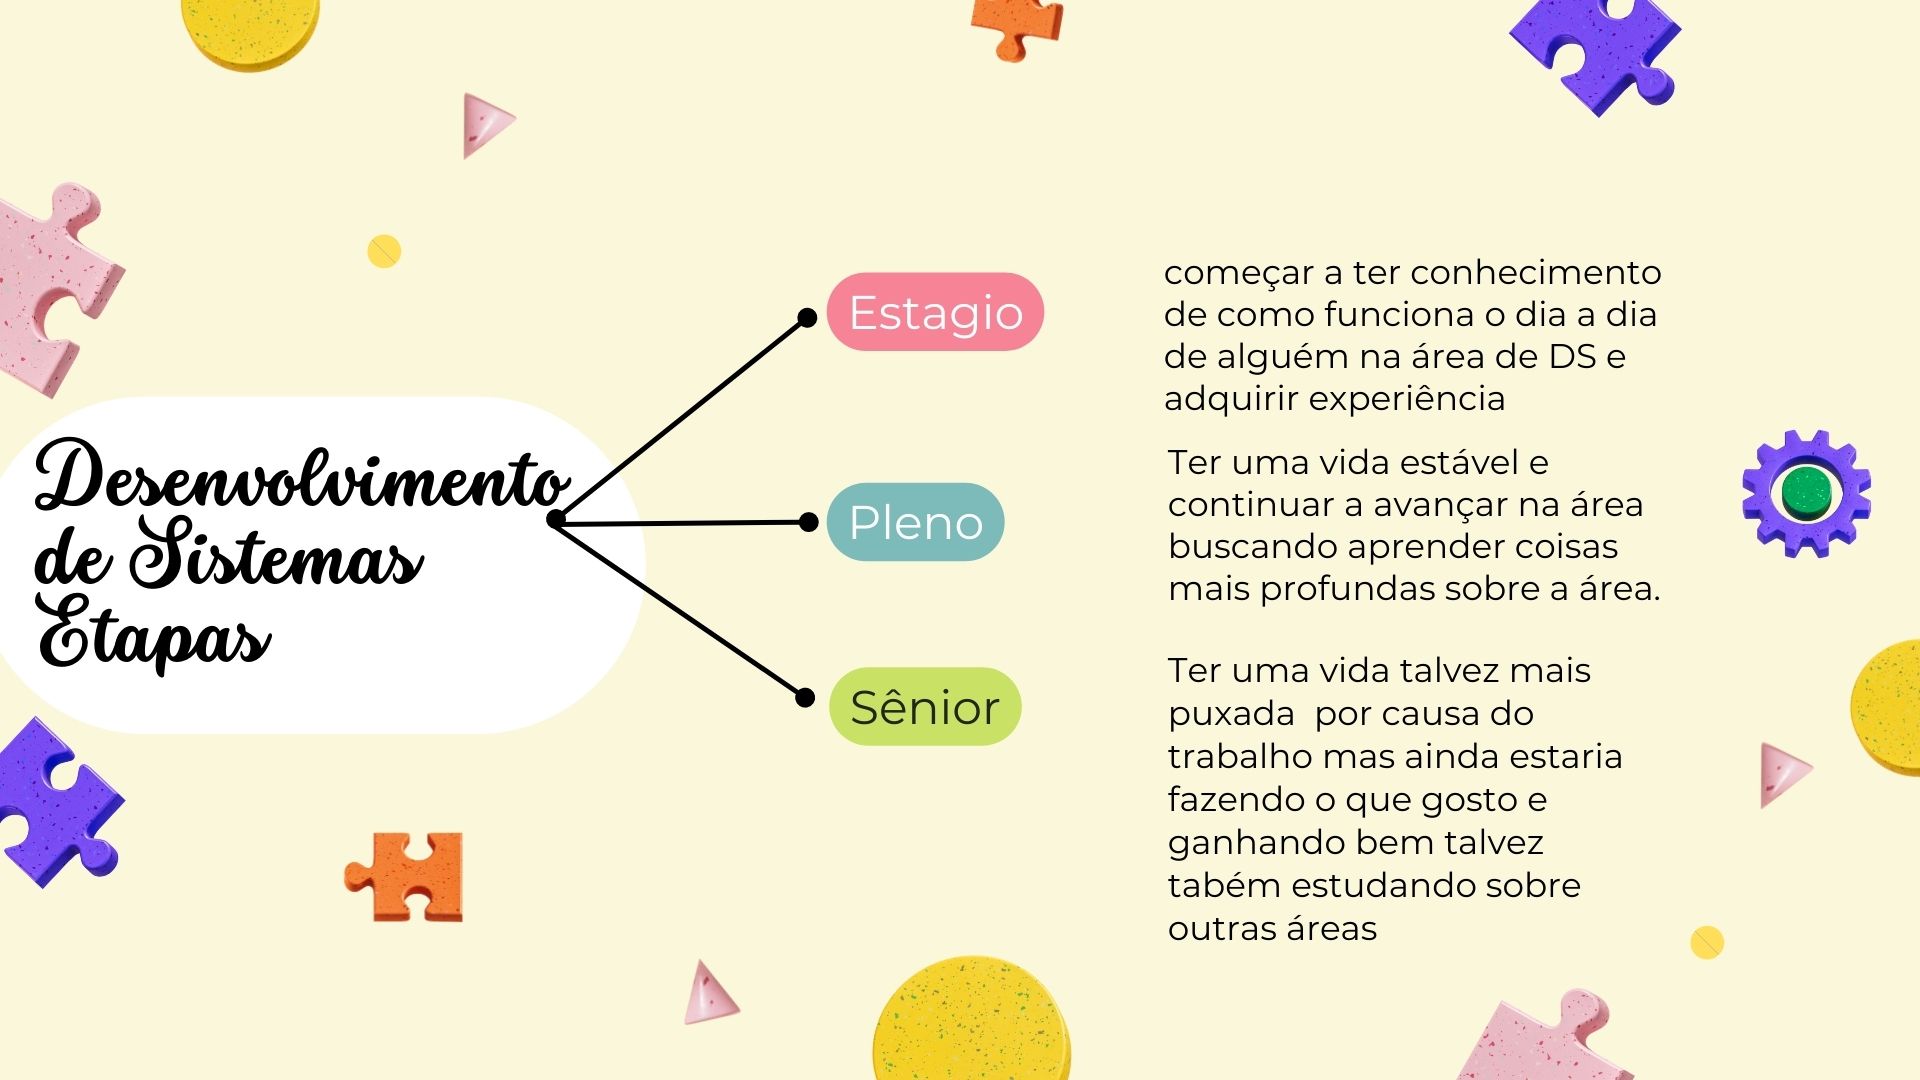 Desenvolvimento
de Sistemas
Etapas
Estagio
começar a ter conhecimento
de como funciona o dia a dia
de alguém na área de DS e
adquirir experiência
Pleno
Ter uma vida estável e
continuar a avançar na área
buscando aprender coisas
mais profundas sobre a área.
Sênior
Ter uma vida talvez mais
puxada  por causa do
trabalho mas ainda estaria
fazendo o que gosto e
ganhando bem talvez
tabém estudando sobre
outras áreas